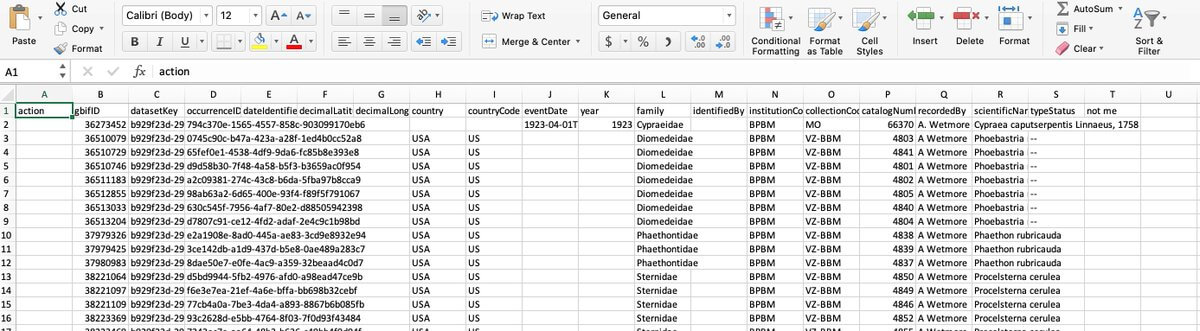 Cut
Copy
Paste
Format
Calibri (Body)
12
A A
B I U A
Wrap Text
Merge & Center
General
$ % )
.00 .00
Conditional Formatting
Format as Table
Cell Styles
Insert
Delete
Format
AutoSum
Fill
Clear
Sort & Filter
A1 fx action
A B C D E F G H I J K L M N O P Q R S T U
1 action gbifID datasetKey occurrenceID dateIdentifie decimalLatit decimalLong country countryCode eventDate year family identifiedBy institutionCo collectionCod catalogNuml recordedBy scientificNar typeStatus not me
2 36273452 b929f23d-29 794c370e-1565-4557-858c-903099170eb6 1923-04-01T 1923 Cypraeidae BPBM MO 66370 A. Wetmore Cypraea caputserpentis Linnaeus, 1758
3 36510079 b929f23d-29 0745c90c-b47a-423a-a28f-1ed4b0cc52a8 USA US Diomedeidae BPBM VZ-BBM 4803 A Wetmore Phoebastria --
4 36510729 b929f23d-29 65fef0e1-4538-4df9-9da6-fc85b8e393e8 USA US Diomedeidae BPBM VZ-BBM 4841 A Wetmore Phoebastria --
5 36510746 b929f23d-29 d9d58b30-7f48-4a58-b5f3-b3659ac0f954 USA US Diomedeidae BPBM VZ-BBM 4801 A Wetmore Phoebastria --
6 36511183 b929f23d-29 a2c09381-274c-43c8-b6da-5fba97b8cca9 USA US Diomedeidae BPBM VZ-BBM 4802 A Wetmore Phoebastria --
7 36512855 b929f23d-29 98ab63a2-6d65-400e-93f4-f89f5f791067 USA US Diomedeidae BPBM VZ-BBM 4805 A Wetmore Phoebastria --
8 36513033 b929f23d-29 630c545f-7956-4af7-80e2-d88505942398 USA US Diomedeidae BPBM VZ-BBM 4840 A Wetmore Phoebastria --
9 36513204 b929f23d-29 d7807c91-ce12-4fd2-adaf-2e4c9c1b98bd USA US Diomedeidae BPBM VZ-BBM 4804 A Wetmore Phoebastria --
10 37979326 b929f23d-29 e2a1908e-8ad0-445a-ae83-3cd9e8932e94 USA US Phaethontidae BPBM VZ-BBM 4838 A Wetmore Phaethon rubricauda
11 37979425 b929f23d-29 3ce142db-a1d9-437d-b5e8-0ae489a283c7 USA US Phaethontidae BPBM VZ-BBM 4839 A Wetmore Phaethon rubricauda
12 37980983 b929f23d-29 8dae50e7-e0fe-4ac9-a359-32beaad4c0d7 USA US Phaethontidae BPBM VZ-BBM 4837 A Wetmore Phaethon rubricauda
13 38221064 b929f23d-29 d5bd9944-5fb2-4976-afd0-a98ead47ce9b USA US Sternidae BPBM VZ-BBM 4850 A Wetmore Procelsterna cerulea
14 38221097 b929f23d-29 f6e3e7ea-21ef-4a6e-bffa-bb698b32cebf USA US Sternidae BPBM VZ-BBM 4849 A Wetmore Procelsterna cerulea
15 38221109 b929f23d-29 77cb4a0a-7be3-4da4-a893-8867b6b085fb USA US Sternidae BPBM VZ-BBM 4846 A Wetmore Procelsterna cerulea
16 38223369 b929f23d-29 93c2628d-e5bb-4764-8f03-7f0d93f43484 USA US Sternidae BPBM VZ-BBM 4852 A Wetmore Procelsterna cerulea